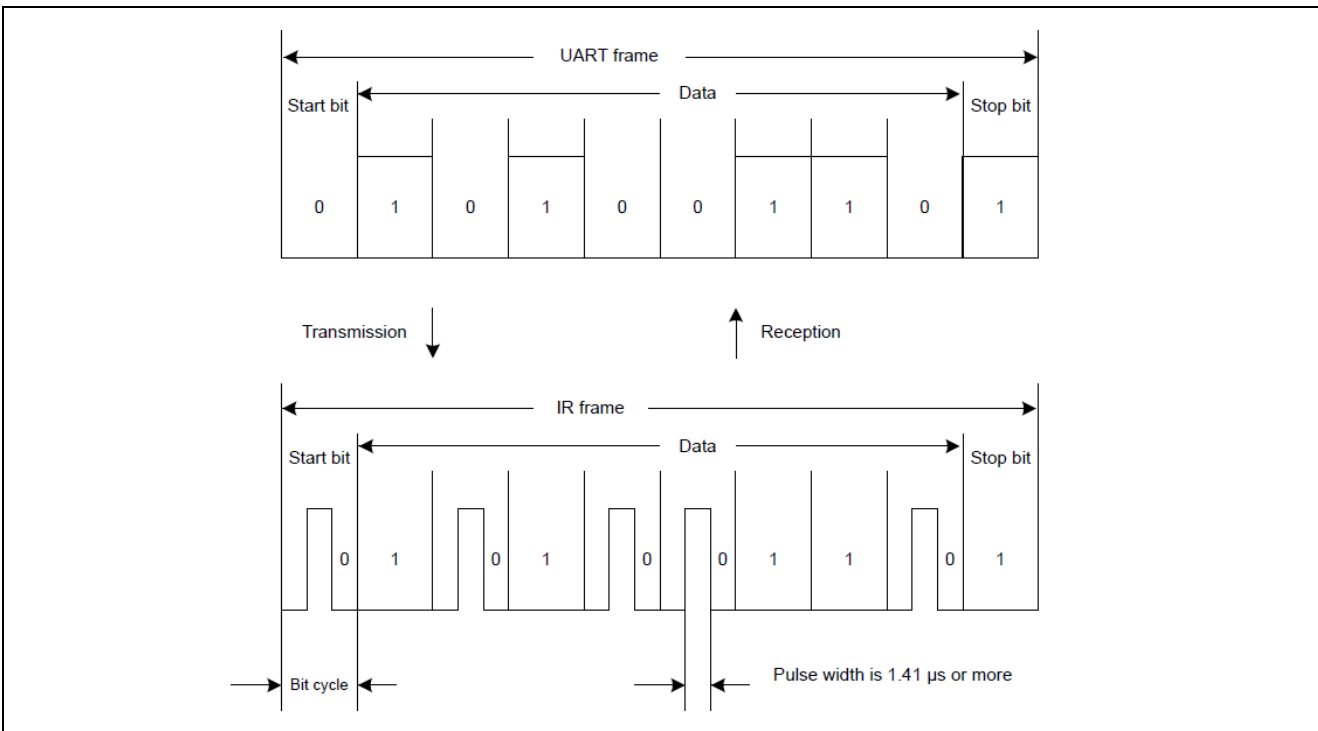 UART frame
Start bit Data Stop bit
0 1 0 1 0 0 1 1 0 1
Transmission Reception
IR frame
Start bit Data Stop bit
0 1 0 1 0 0 1 1 0 1
Bit cycle Pulse width is 1.41 μs or more